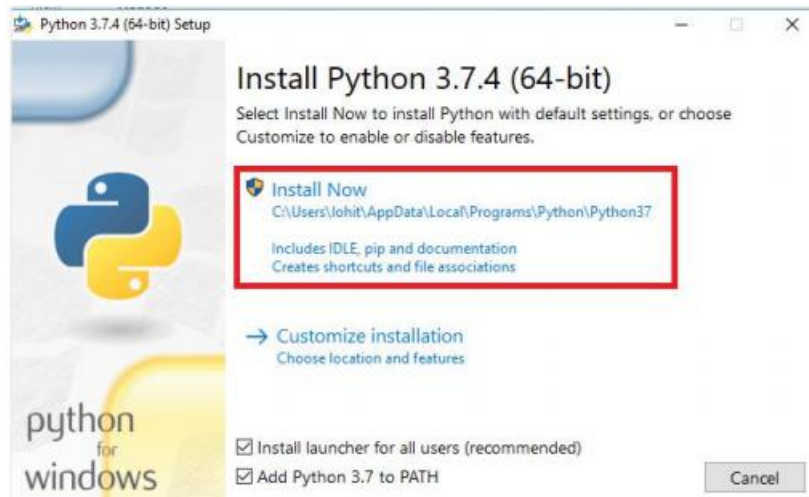 Python 3.7.4 (64-bit) Setup
Install Python 3.7.4 (64-bit)
Select Install Now to install Python with default settings, or choose
Customize to enable or disable features.
Install Now
C:\Users\lohit\AppData\Local\Programs\Python\Python37
Includes IDLE, pip and documentation
Creates shortcuts and file associations
→ Customize installation
Choose location and features
python
for
windows
Install launcher for all users (recommended)
Add Python 3.7 to PATH
Cancel